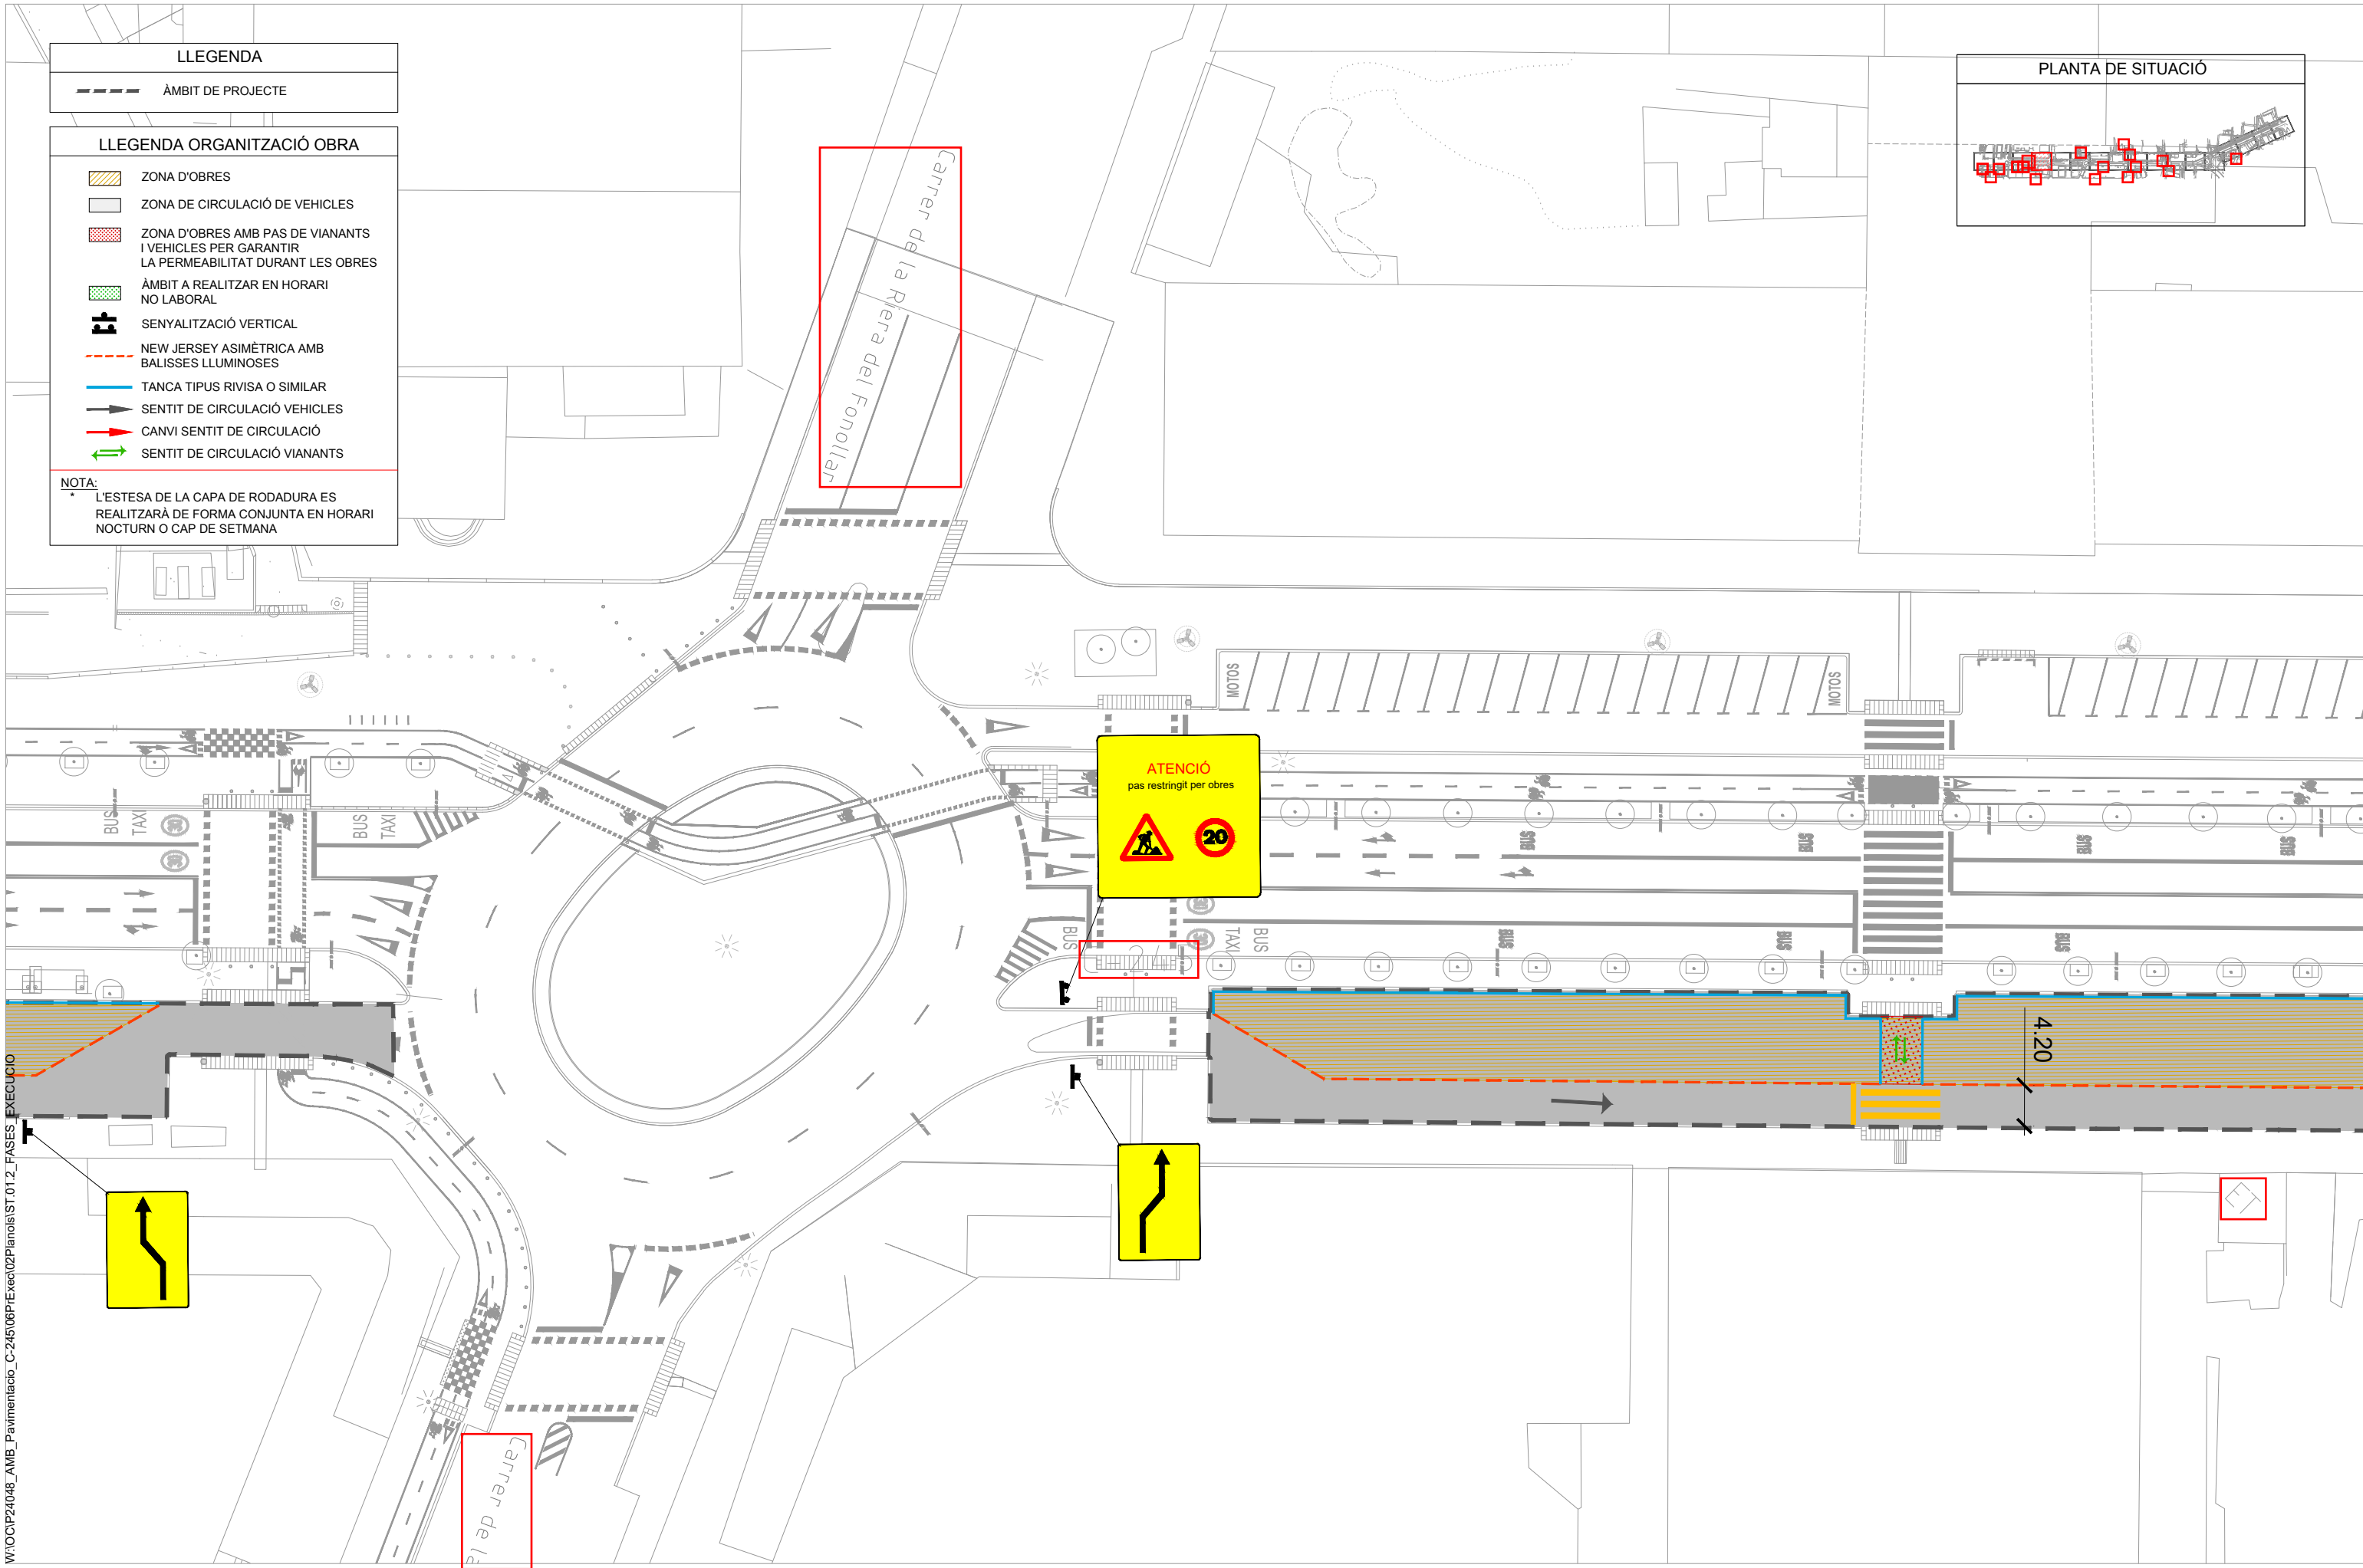 LLEGENDA
ÀMBIT DE PROJECTE
LLEGENDA ORGANITZACIÓ OBRA
ZONA D'OBRES
ZONA DE CIRCULACIÓ DE VEHICLES
ZONA D'OBRES AMB PAS DE VIANANTS
I VEHICLES PER GARANTIR
LA PERMEABILITAT DURANT LES OBRES
ÀMBIT A REALITZAR EN HORARI
NO LABORAL
SENYALITZACIÓ VERTICAL
NEW JERSEY ASIMÈTRICA AMB
BALISSES LLUMINOSES
TANCA TIPUS RIVISA O SIMILAR
SENTIT DE CIRCULACIÓ VEHICLES
CANVI SENTIT DE CIRCULACIÓ
SENTIT DE CIRCULACIÓ VIANANTS
NOTA:
* L'ESTESA DE LA CAPA DE RODADURA ES
REALITZARÀ DE FORMA CONJUNTA EN HORARI
NOCTURN O CAP DE SETMANA
PLANTA DE SITUACIÓ
Carrer de la Riera del Fonollar
MOTOS
MOTOS
BUS
TAXI
30
30
BUS
TAXI
ATENCIÓ
pas restringit per obres
20
BUS
BUS
BUS
BUS
30
30
BUS
TAXI
BUS
BUS
BUS
BUS
4.20
Carrer de la
W:\OC\P24048_AMB_Pavimentacio_C-245\06PrExec\02Planols\ST.01.2_FASES_EXECUCIO